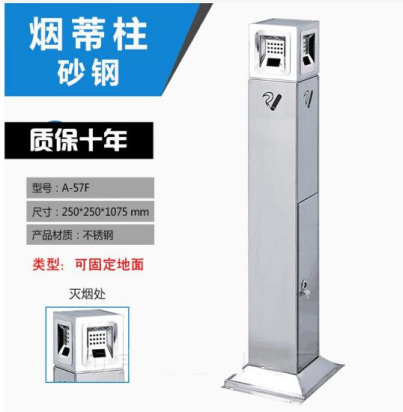 烟蒂柱
砂钢
质保十年
型号：A-57F
尺寸：250*250*1075 mm
产品材质：不锈钢
类型：可固定地面
灭烟处